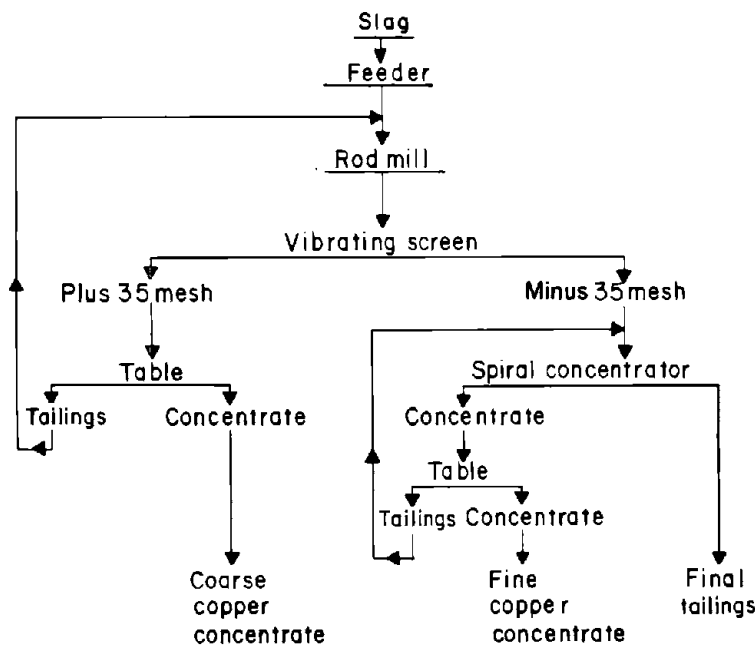 Slag
Feeder
Rod mill
Vibrating screen
Plus 35 mesh
Minus 35 mesh
Table
Spiral concentrator
Tailings
Concentrate
Concentrate
Table
Tailings
Concentrate
Coarse
copper
concentrate
Fine
copper
concentrate
Final
tailings